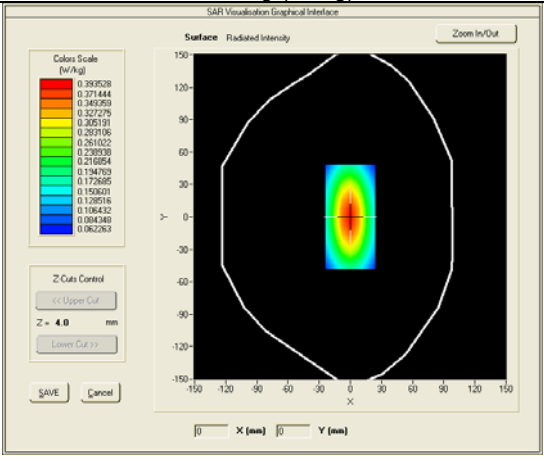 SAR Visualisation Graphical Interface
Surface Radiated Intensity
Zoom In/Out
Colors Scale
(W/kg)
0.393528
0.371444
0.349359
0.327275
0.305191
0.283106
0.261022
0.238938
0.216854
0.194769
0.172685
0.150601
0.128516
0.106432
0.084348
0.062263
150-
120-
90-
60-
30-
Y 0-
-30-
-60-
-90-
-120-
-150-
-150 -120 -90 -60 -30 0 30 60 90 120 150
X
Z-Cuts Control
<< Upper Cut
Z = 4.0 mm
Lower Cut >>
SAVE Cancel
0 X (mm) 0 Y (mm)